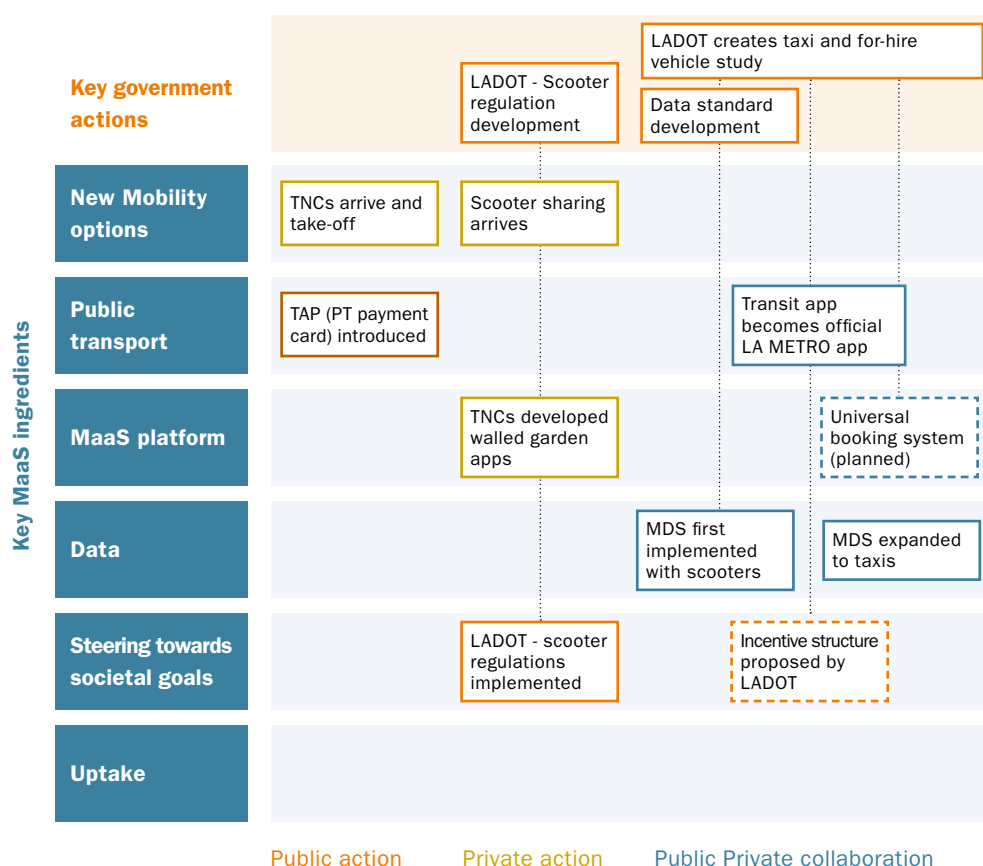 Key government
actions
LADOT - Scooter
regulation
development
LADOT creates taxi and for-hire
vehicle study
Data standard
development
Key MaaS ingredients
New Mobility
options
TNCs arrive and
take-off
Scooter sharing
arrives
Public
transport
TAP (PT payment
card) introduced
Transit app
becomes official
LA METRO app
MaaS platform
TNCs developed
walled garden
apps
Universal
booking system
(planned)
Data
MDS first
implemented
with scooters
MDS expanded
to taxis
Steering towards
societal goals
LADOT - scooter
regulations
implemented
Incentive structure
proposed by
LADOT
Uptake
Public action
Private action
Public Private collaboration